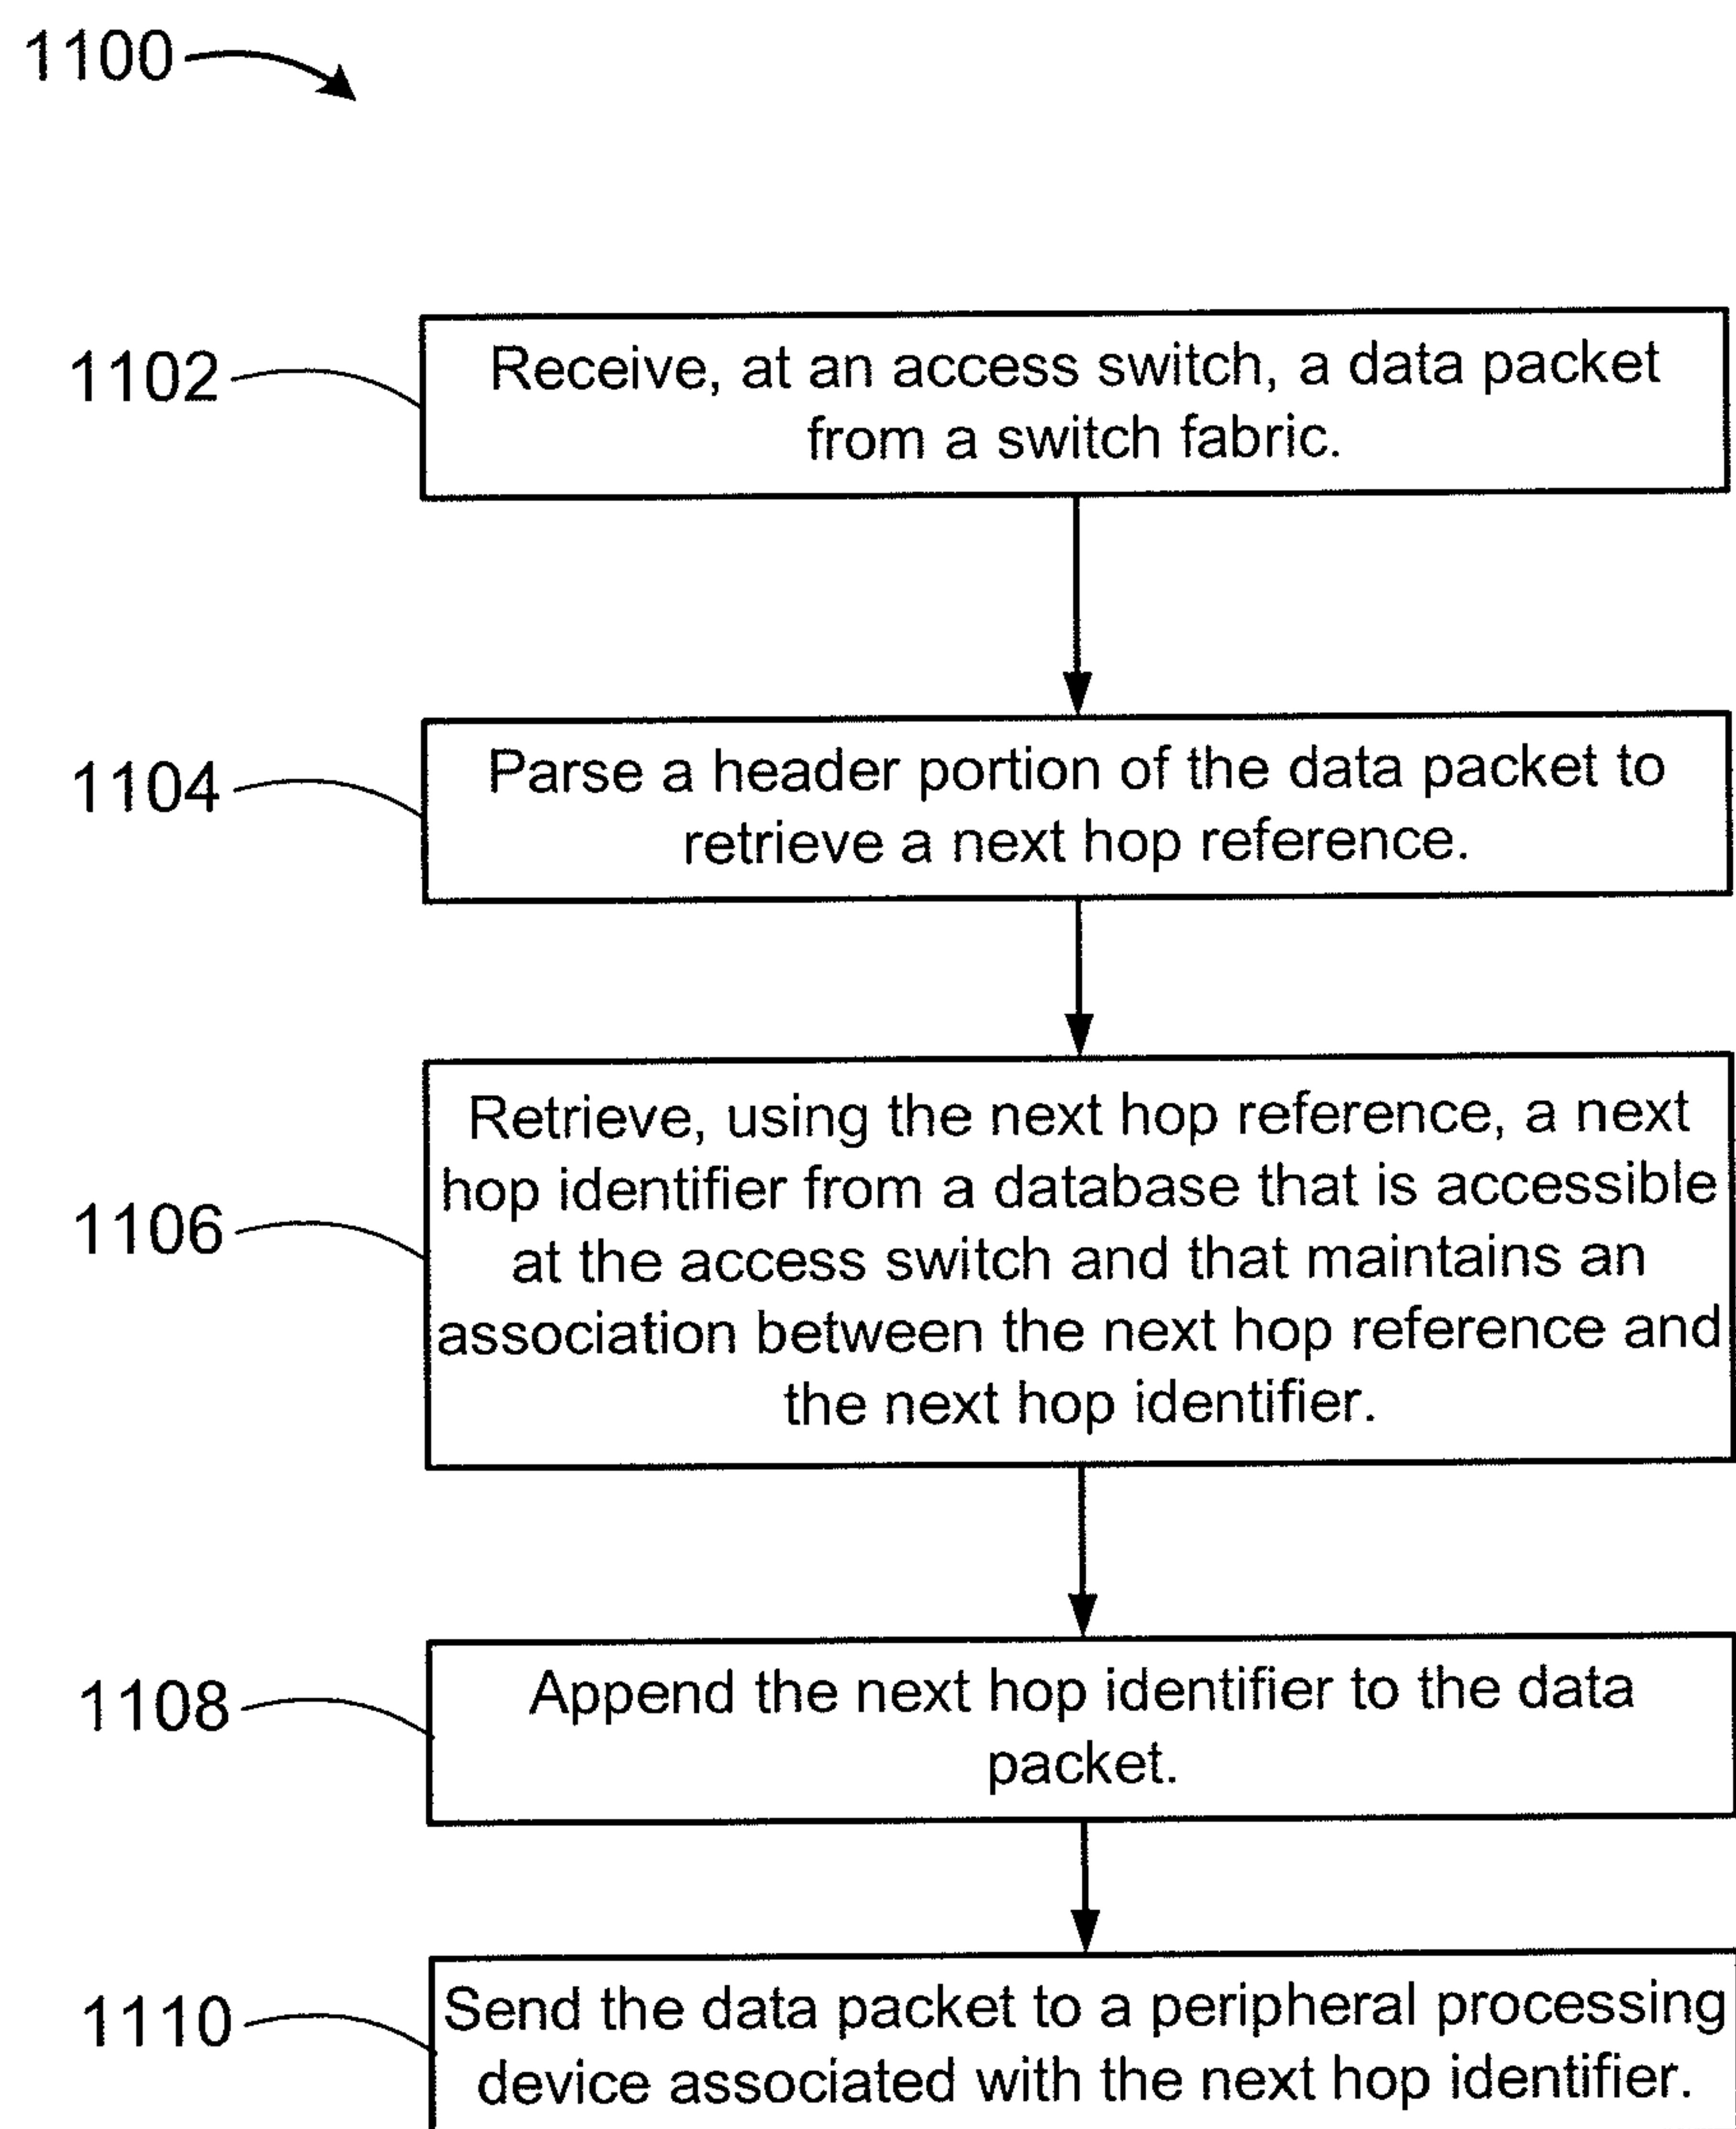 1100
1102
Receive, at an access switch, a data packet
from a switch fabric.
1104
Parse a header portion of the data packet to
retrieve a next hop reference.
1106
Retrieve, using the next hop reference, a next
hop identifier from a database that is accessible
at the access switch and that maintains an
association between the next hop reference and
the next hop identifier.
1108
Append the next hop identifier to the data
packet.
1110
Send the data packet to a peripheral processing
device associated with the next hop identifier.